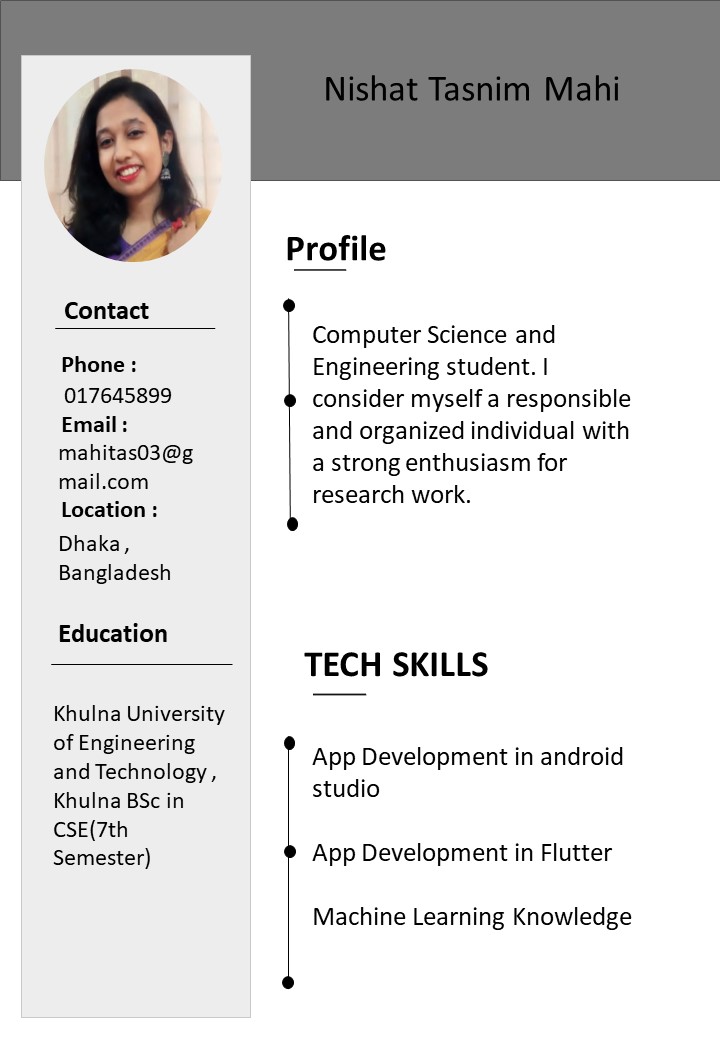 Nishat Tasnim Mahi
Contact
Phone :
017645899
Email :
mahitas03@g
mail.com
Location :
Dhaka ,
Bangladesh
Education
Khulna University
of Engineering
and Technology ,
Khulna BSc in
CSE(7th
Semester)
Profile
Computer Science and
Engineering student. I
consider myself a responsible
and organized individual with
a strong enthusiasm for
research work.
TECH SKILLS
App Development in android
studio
App Development in Flutter
Machine Learning Knowledge